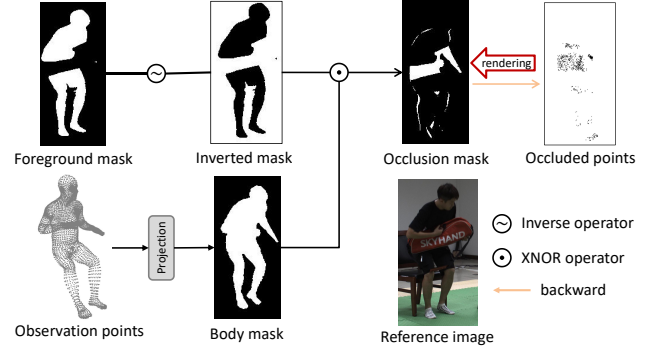 rendering
Foreground mask
Inverted mask
Occlusion mask
Occluded points
Projection
SKYHAND
Inverse operator
XNOR operator
backward
Observation points
Body mask
Reference image